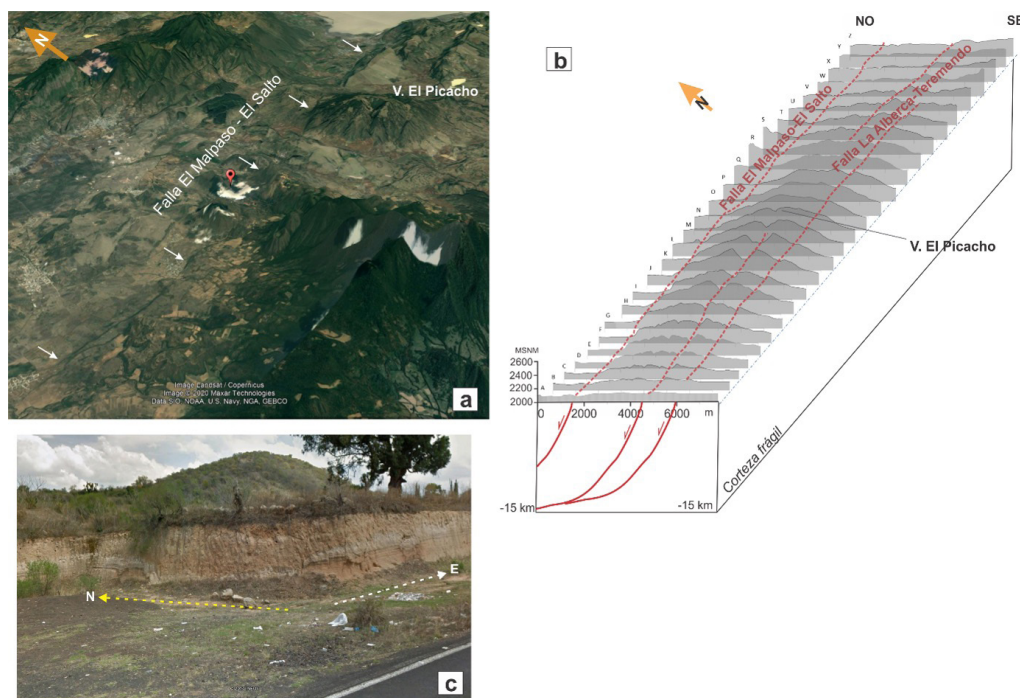 N
V. El Picacho
Falla El Malpaso - El Salto
Image Landsat / Copernicus
Image © 2020 Maxar Technologies
Data SIO, NOAA, U.S. Navy, NGA, GEBCO
a
b
NO
SE
N
Z
Y
X
W
V
U
T
S
R
Q
P
O
N
M
K
I
H
G
F
E
D
C
B
A
Falla El Malpaso-El Salto
Falla La Alberca-Teremendo
V. El Picacho
MSNM
2600
2400
2200
2000
0 2000 4000 6000 m
-15 km
-15 km
Corteza frágil
N
E
c